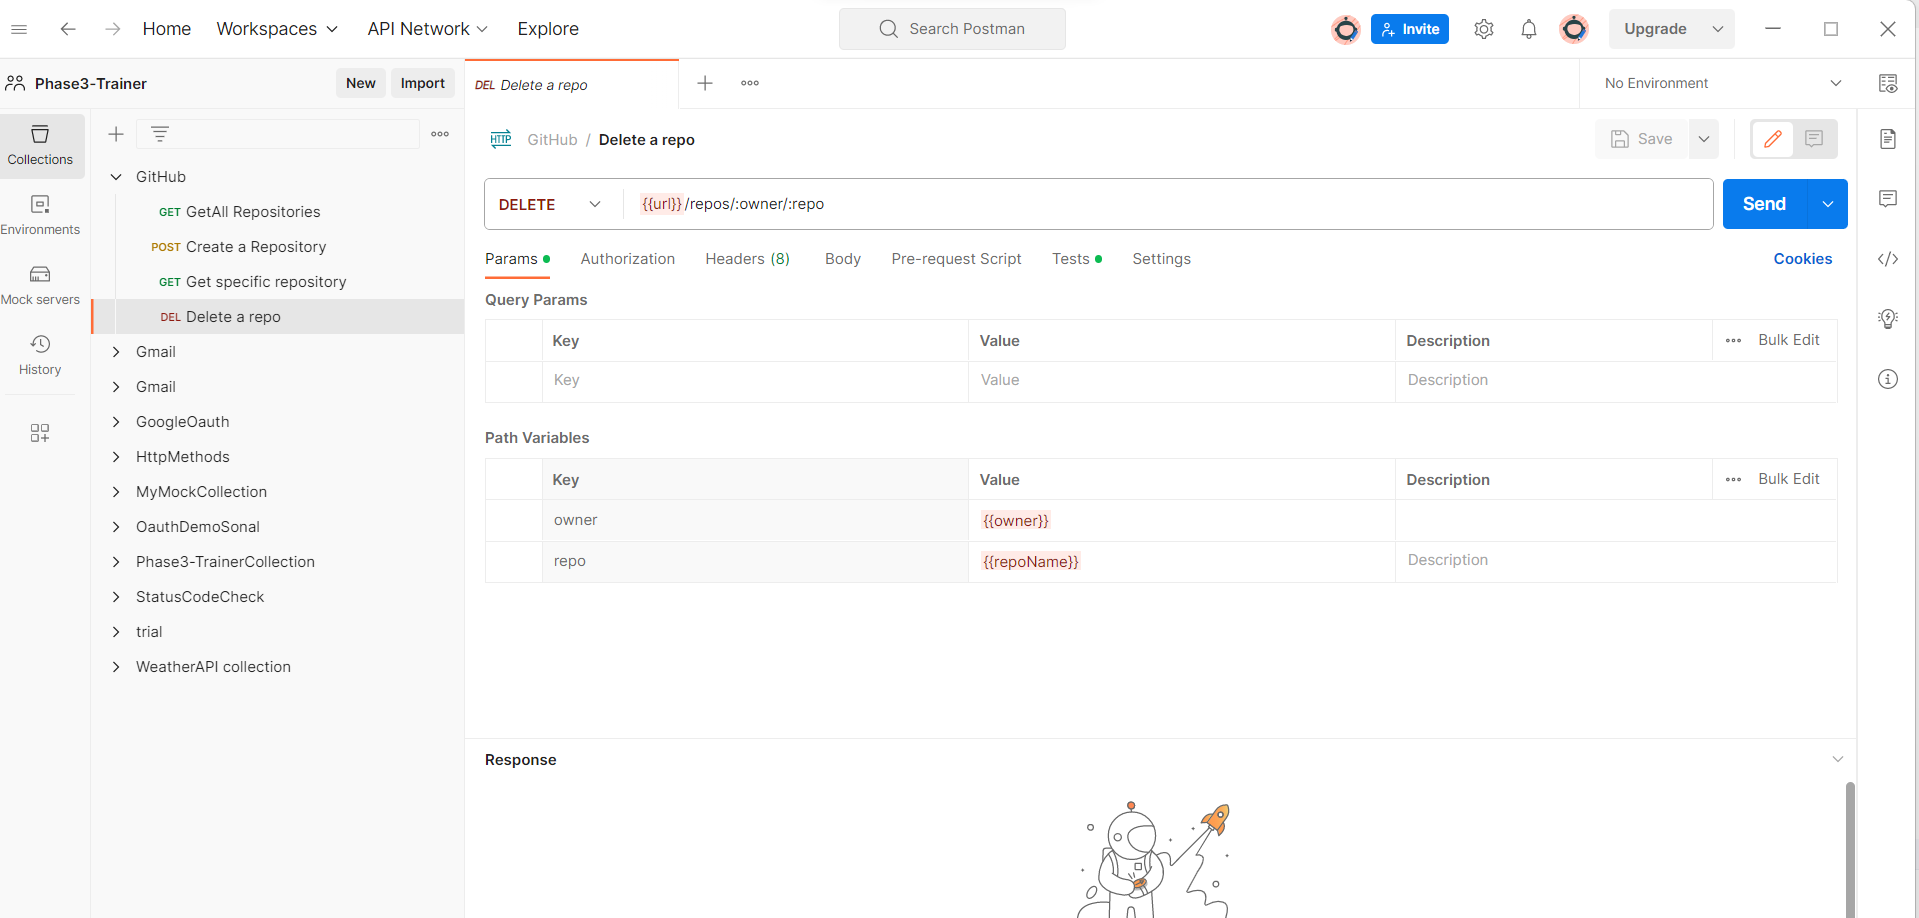 Home Workspaces API Network Explore Search Postman Invite Upgrade
Phase3-Trainer New Import DEL Delete a repo No Environment
Collections
Environments
Mock servers
History
GitHub
GET GetAll Repositories
POST Create a Repository
GET Get specific repository
DEL Delete a repo
Gmail
Gmail
GoogleOauth
HttpMethods
MyMockCollection
OauthDemoSonal
Phase3-TrainerCollection
StatusCodeCheck
trial
WeatherAPI collection
HTTP GitHub / Delete a repo Save
DELETE {{url}}/repos/:owner/:repo Send
Params Authorization Headers (8) Body Pre-request Script Tests Settings Cookies
Query Params
Key Value Description Bulk Edit
Key Value Description
Path Variables
Key Value Description Bulk Edit
owner {{owner}}
repo {{repoName}} Description
Response